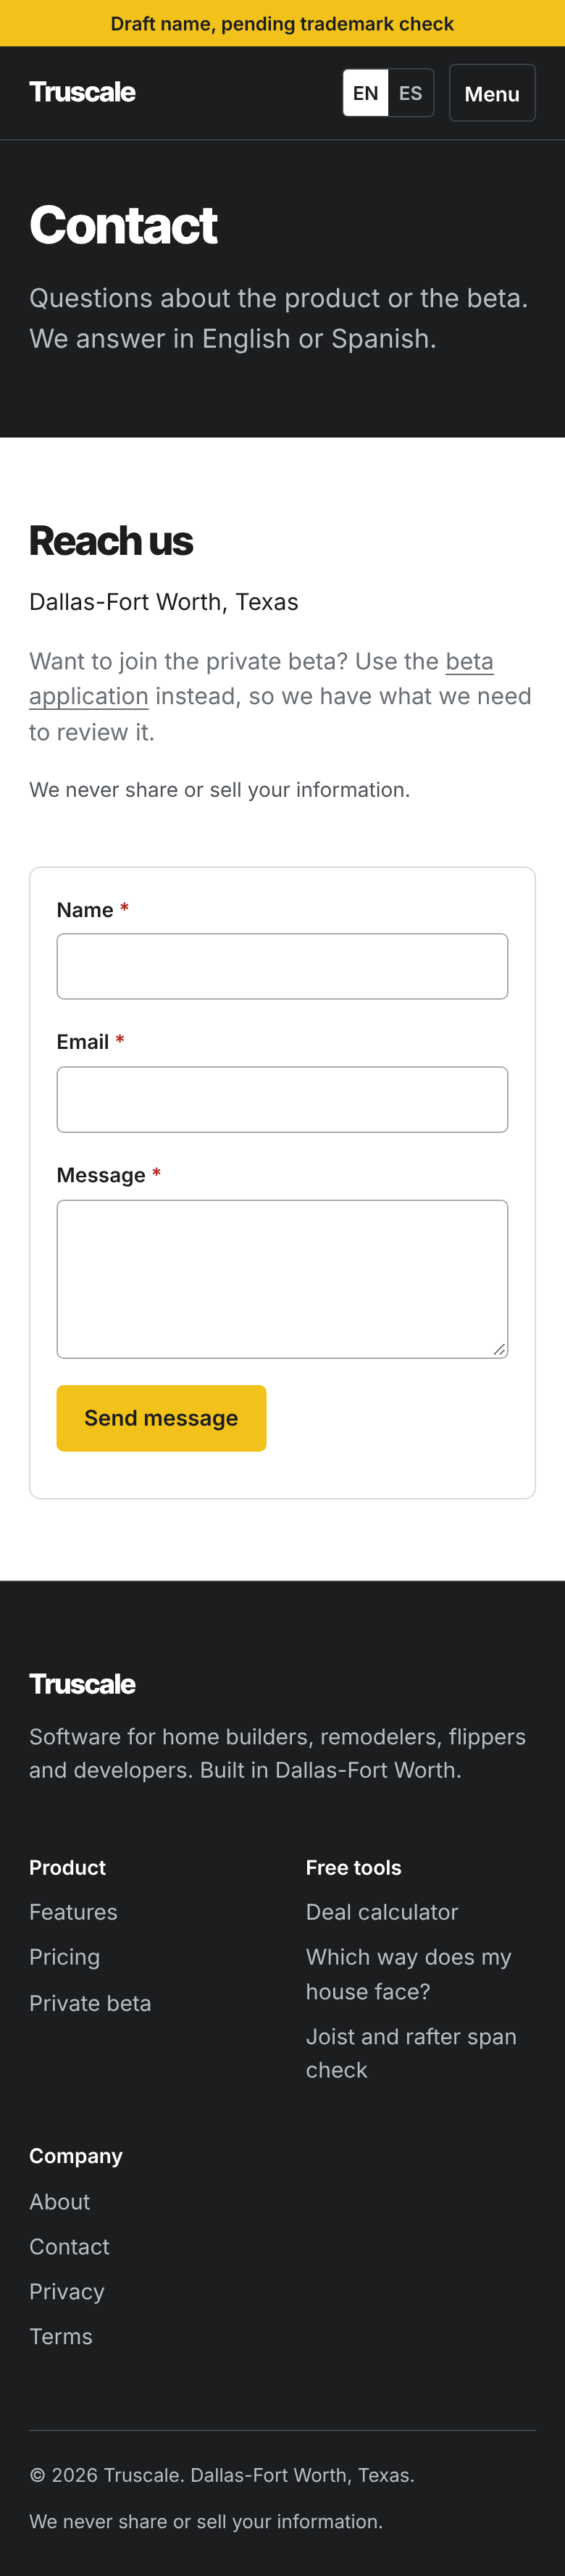 Draft name, pending trademark check
Truscale
EN ES Menu
Contact
Questions about the product or the beta.
We answer in English or Spanish.
Reach us
Dallas-Fort Worth, Texas
Want to join the private beta? Use the beta
application instead, so we have what we need
to review it.
We never share or sell your information.
Name *
Email *
Message *
Send message
Truscale
Software for home builders, remodelers, flippers
and developers. Built in Dallas-Fort Worth.
Product
Features
Pricing
Private beta
Free tools
Deal calculator
Which way does my
house face?
Joist and rafter span
check
Company
About
Contact
Privacy
Terms
© 2026 Truscale. Dallas-Fort Worth, Texas.
We never share or sell your information.